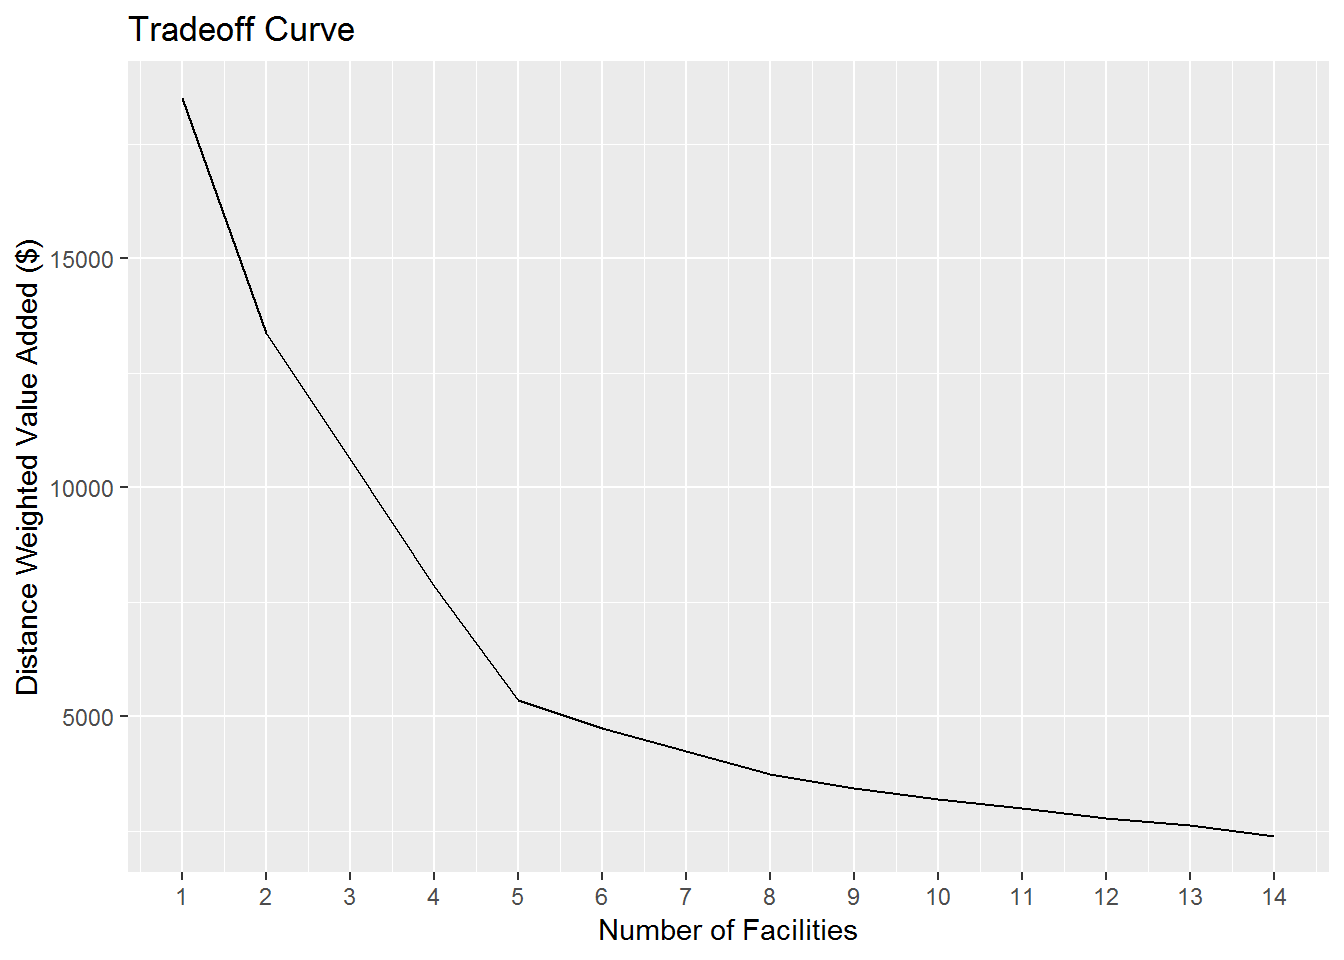 Tradeoff Curve
Distance Weighted Value Added ($)
15000
10000
5000
1 2 3 4 5 6 7 8 9 10 11 12 13 14
Number of Facilities